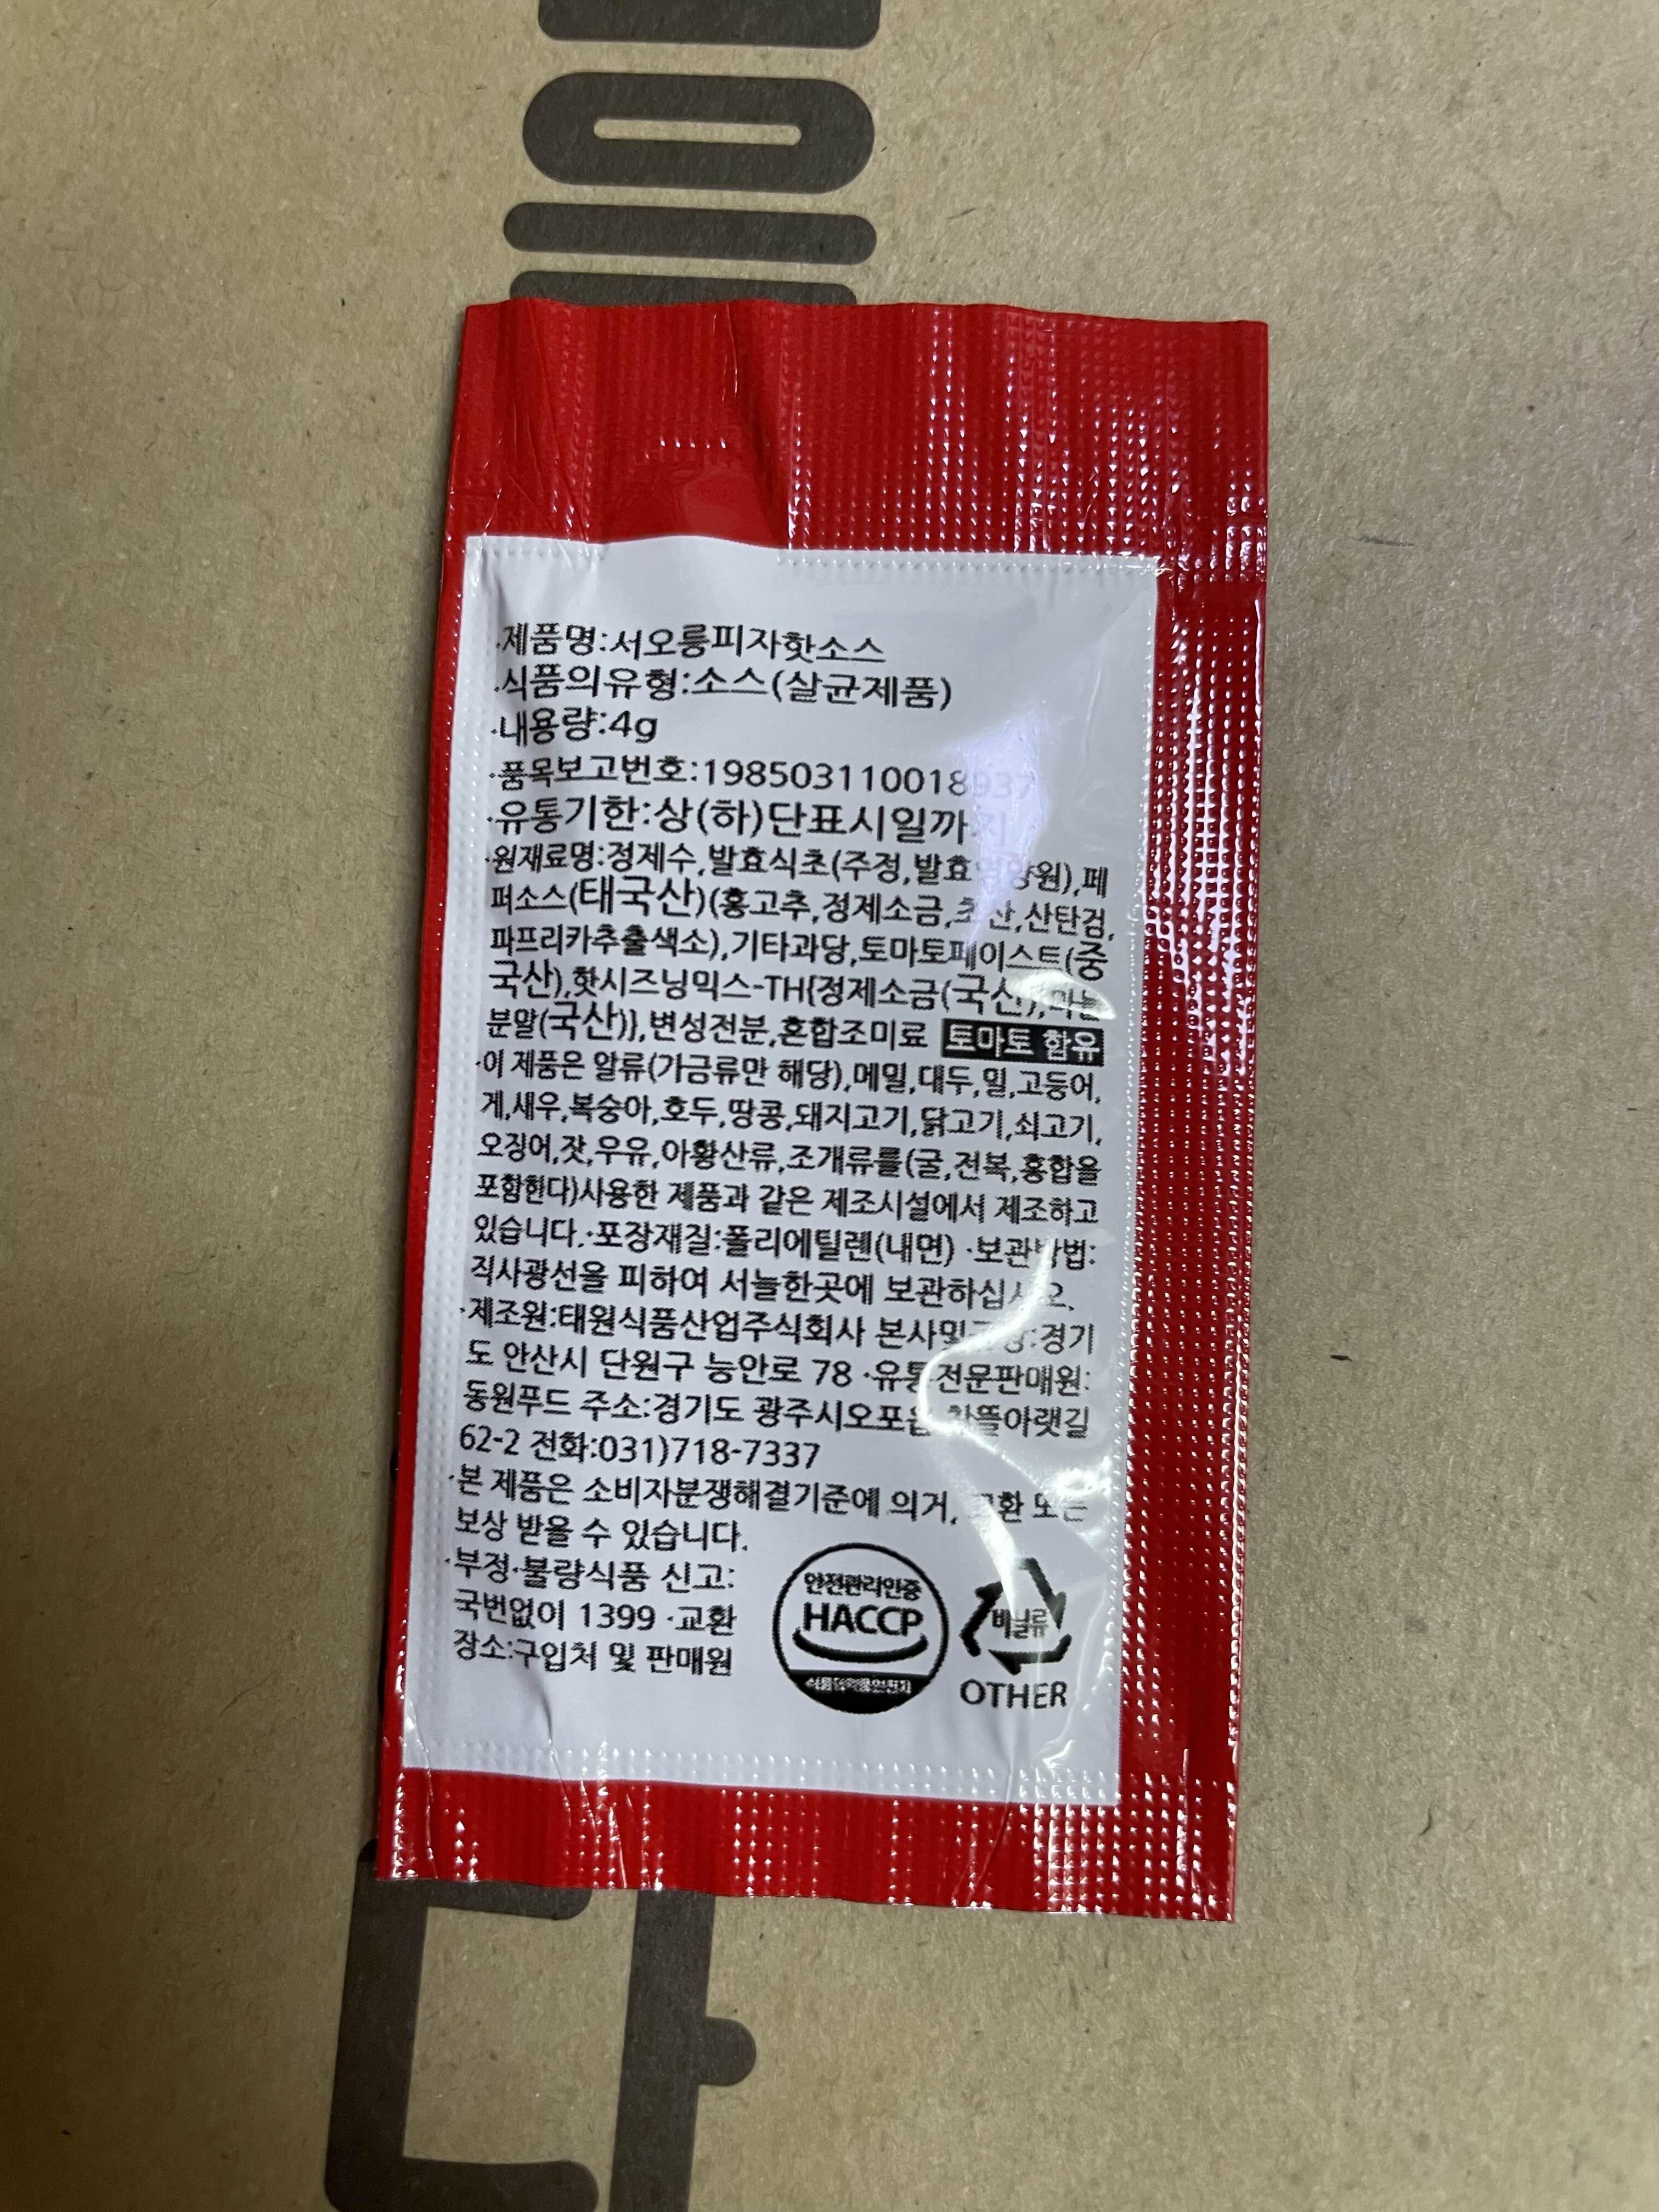 ·제품명:서오릉피자핫소스
·식품의유형:소스(살균제품)
·내용량:4g
·품목보고번호:198503110018937
·유통기한:상(하)단표시일까지
·원재료명:정제수,발효식초(주정,발효영양원),페
퍼소스(태국산)(홍고추,정제소금,초산,산탄검,
파프리카추출색소),기타과당,토마토페이스트(중
국산),핫시즈닝믹스-TH{정제소금(국산),마늘
분말(국산)},변성전분,혼합조미료 토마토 함유
·이 제품은 알류(가금류만 해당),메밀,대두,밀,고등어,
게,새우,복숭아,호두,땅콩,돼지고기,닭고기,쇠고기,
오징어,잣,우유,아황산류,조개류를(굴,전복,홍합을
포함한다)사용한 제품과 같은 제조시설에서 제조하고
있습니다.·포장재질:폴리에틸렌(내면) ·보관방법:
직사광선을 피하여 서늘한곳에 보관하십시오.
·제조원:태원식품산업주식회사 본사및공장:경기
도 안산시 단원구 능안로 78 ·유통전문판매원:
동원푸드 주소:경기도 광주시오포읍
62-2 전화:031)718-7337
·본 제품은 소비자분쟁해결기준에 의거, 교환 또는
보상 받을 수 있습니다.
·부정·불량식품 신고:
국번없이 1399 ·교환
장소:구입처 및 판매원
안전관리인증
HACCP
비닐류
OTHER